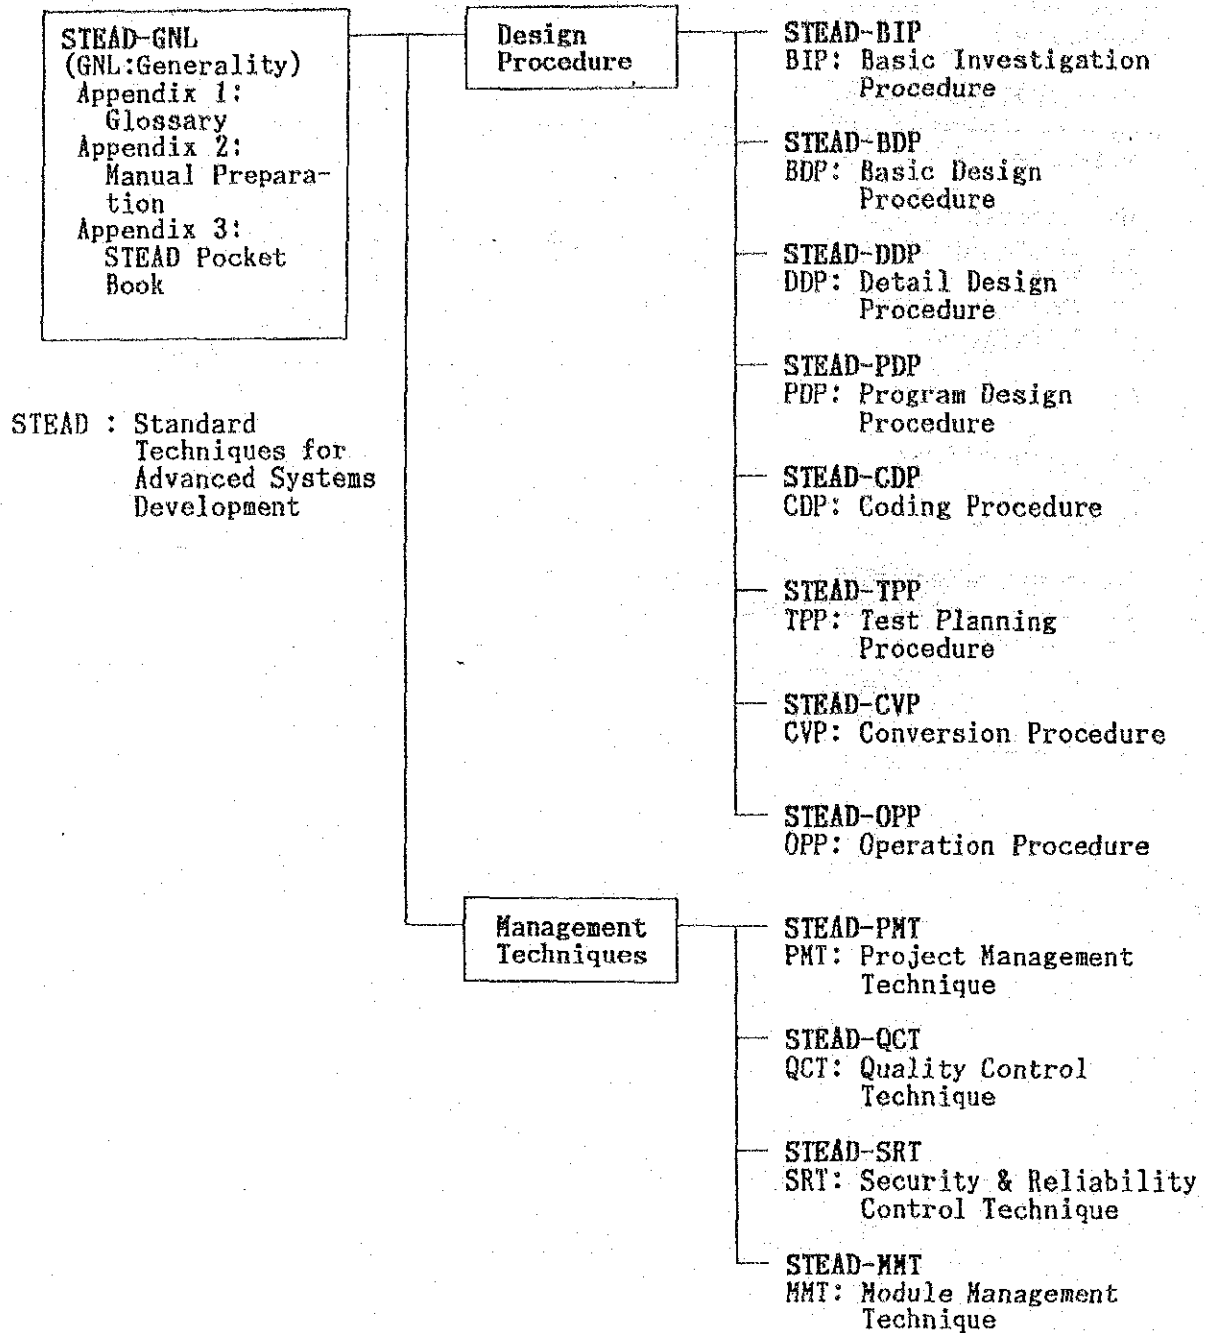 STEAD-GNL
(GNL:Generality)
Appendix 1:
Glossary
Appendix 2:
Manual Prepara-
tion
Appendix 3:
STEAD Pocket
Book
STEAD : Standard
Techniques for
Advanced Systems
Development
Design
Procedure
STEAD-BIP
BIP: Basic Investigation
Procedure
STEAD-BDP
BDP: Basic Design
Procedure
STEAD-DDP
DDP: Detail Design
Procedure
STEAD-PDP
PDP: Program Design
Procedure
STEAD-CDP
CDP: Coding Procedure
STEAD-TPP
TPP: Test Planning
Procedure
STEAD-CVP
CVP: Conversion Procedure
STEAD-OPP
OPP: Operation Procedure
Management
Techniques
STEAD-PMT
PMT: Project Management
Technique
STEAD-QCT
QCT: Quality Control
Technique
STEAD-SRT
SRT: Security & Reliability
Control Technique
STEAD-MMT
MMT: Module Management
Technique